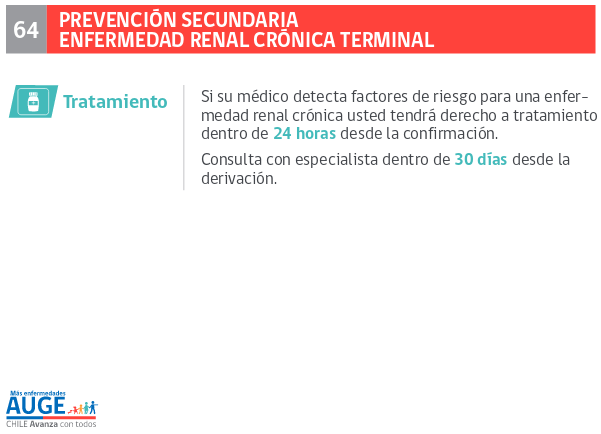 64
PREVENCIÓN SECUNDARIA
ENFERMEDAD RENAL CRÓNICA TERMINAL
Tratamiento
Si su médico detecta factores de riesgo para una enfer-
medad renal crónica usted tendrá derecho a tratamiento
dentro de 24 horas desde la confirmación.
Consulta con especialista dentro de 30 días desde la
derivación.
Más enfermedades
AUGE
CHILE Avanza con todos